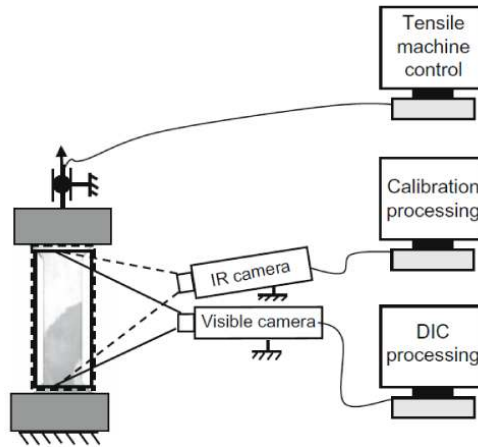 Tensile
machine
control
Calibration
processing
IR camera
Visible camera
DIC
processing